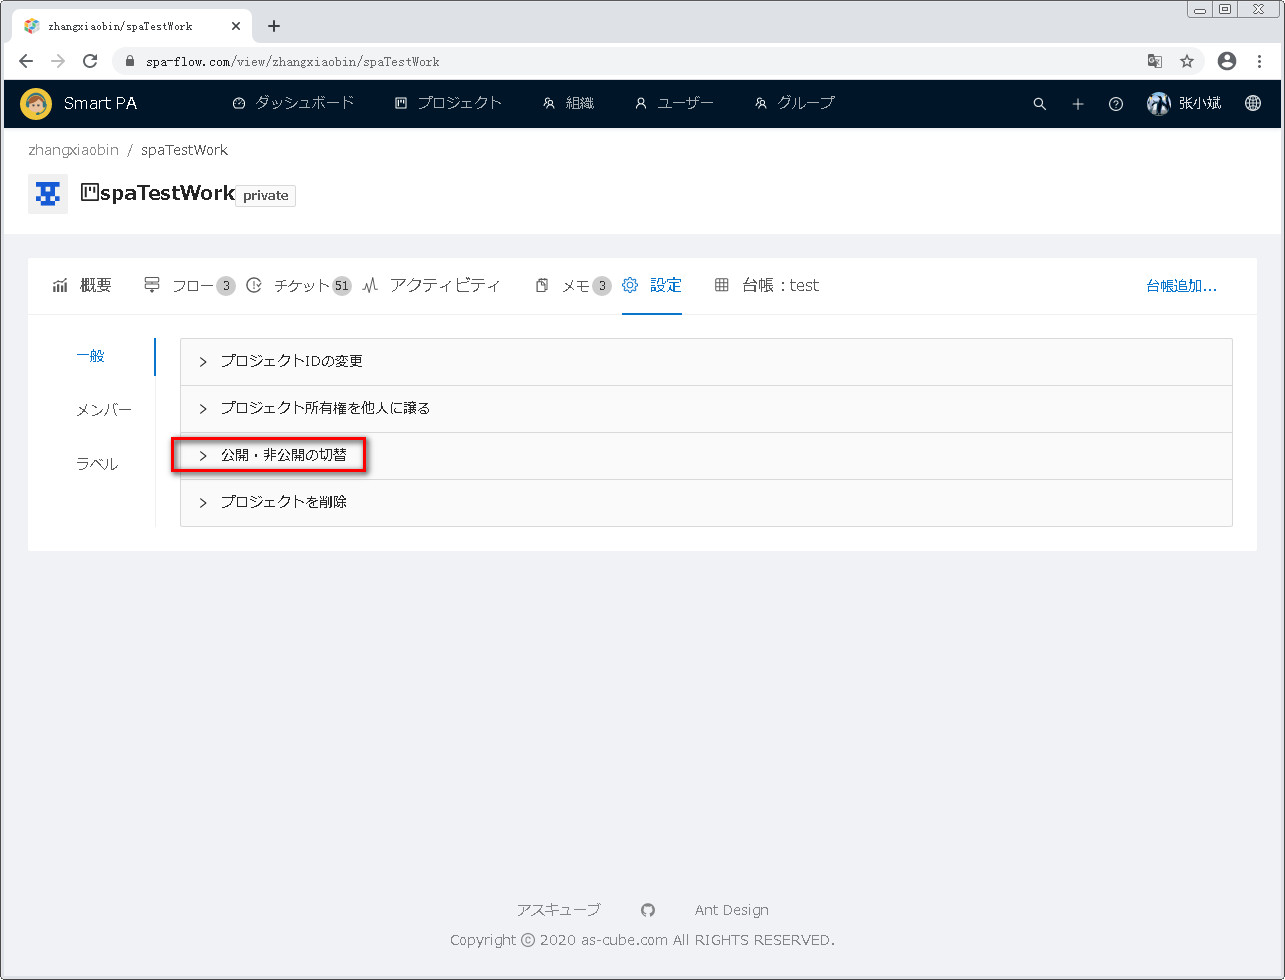 zhangxiaobin/spaTestWork
spa-flow.com/view/zhangxiaobin/spaTestWork
Smart PA ダッシュボード プロジェクト 組織 ユーザー グループ 张小斌
zhangxiaobin / spaTestWork
spaTestWork private
概要 フロー 3 チケット 51 アクティビティ メモ 3 設定 台帳：test 台帳追加...
一般
メンバー
ラベル
プロジェクトIDの変更
プロジェクト所有権を他人に譲る
公開・非公開の切替
プロジェクトを削除
アスキューブ Ant Design
Copyright © 2020 as-cube.com All RIGHTS RESERVED.